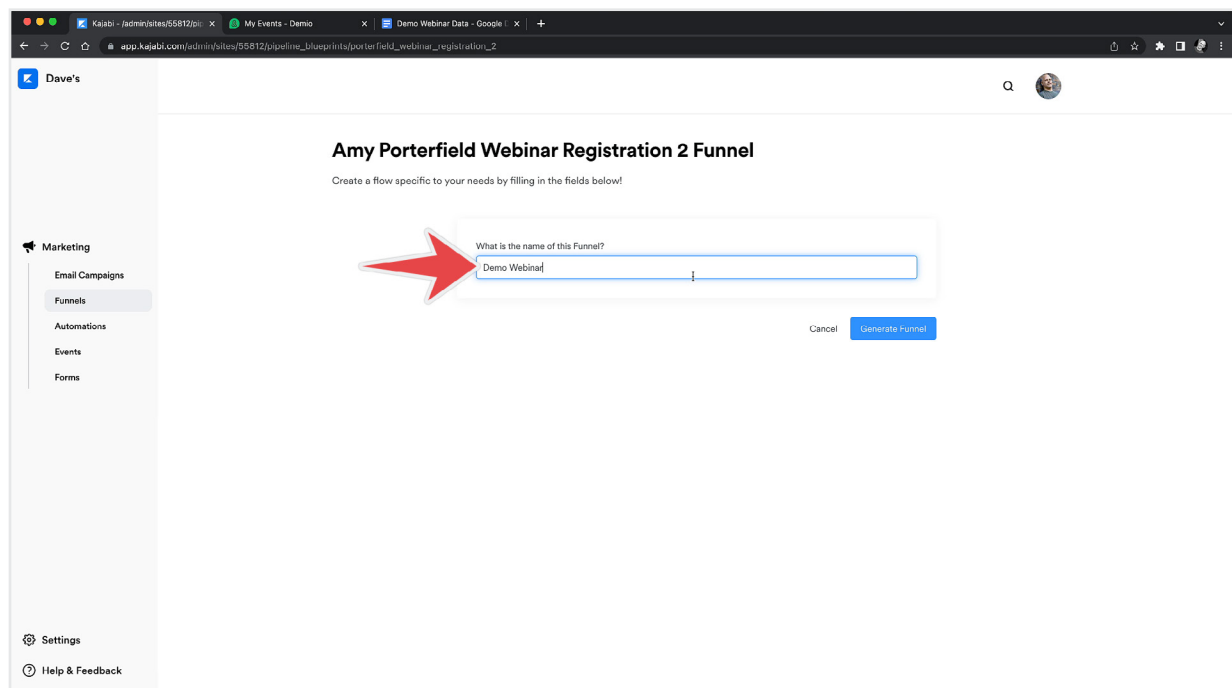 Kajabi - /admin/sites/55812/pip
My Events - Demio
Demo Webinar Data - Google D
app.kajabi.com/admin/sites/55812/pipeline_blueprints/porterfield_webinar_registration_2
Dave's
Amy Porterfield Webinar Registration 2 Funnel
Create a flow specific to your needs by filling in the fields below!
What is the name of this Funnel?
Demo Webinar
Cancel
Generate Funnel
Marketing
Email Campaigns
Funnels
Automations
Events
Forms
Settings
Help & Feedback